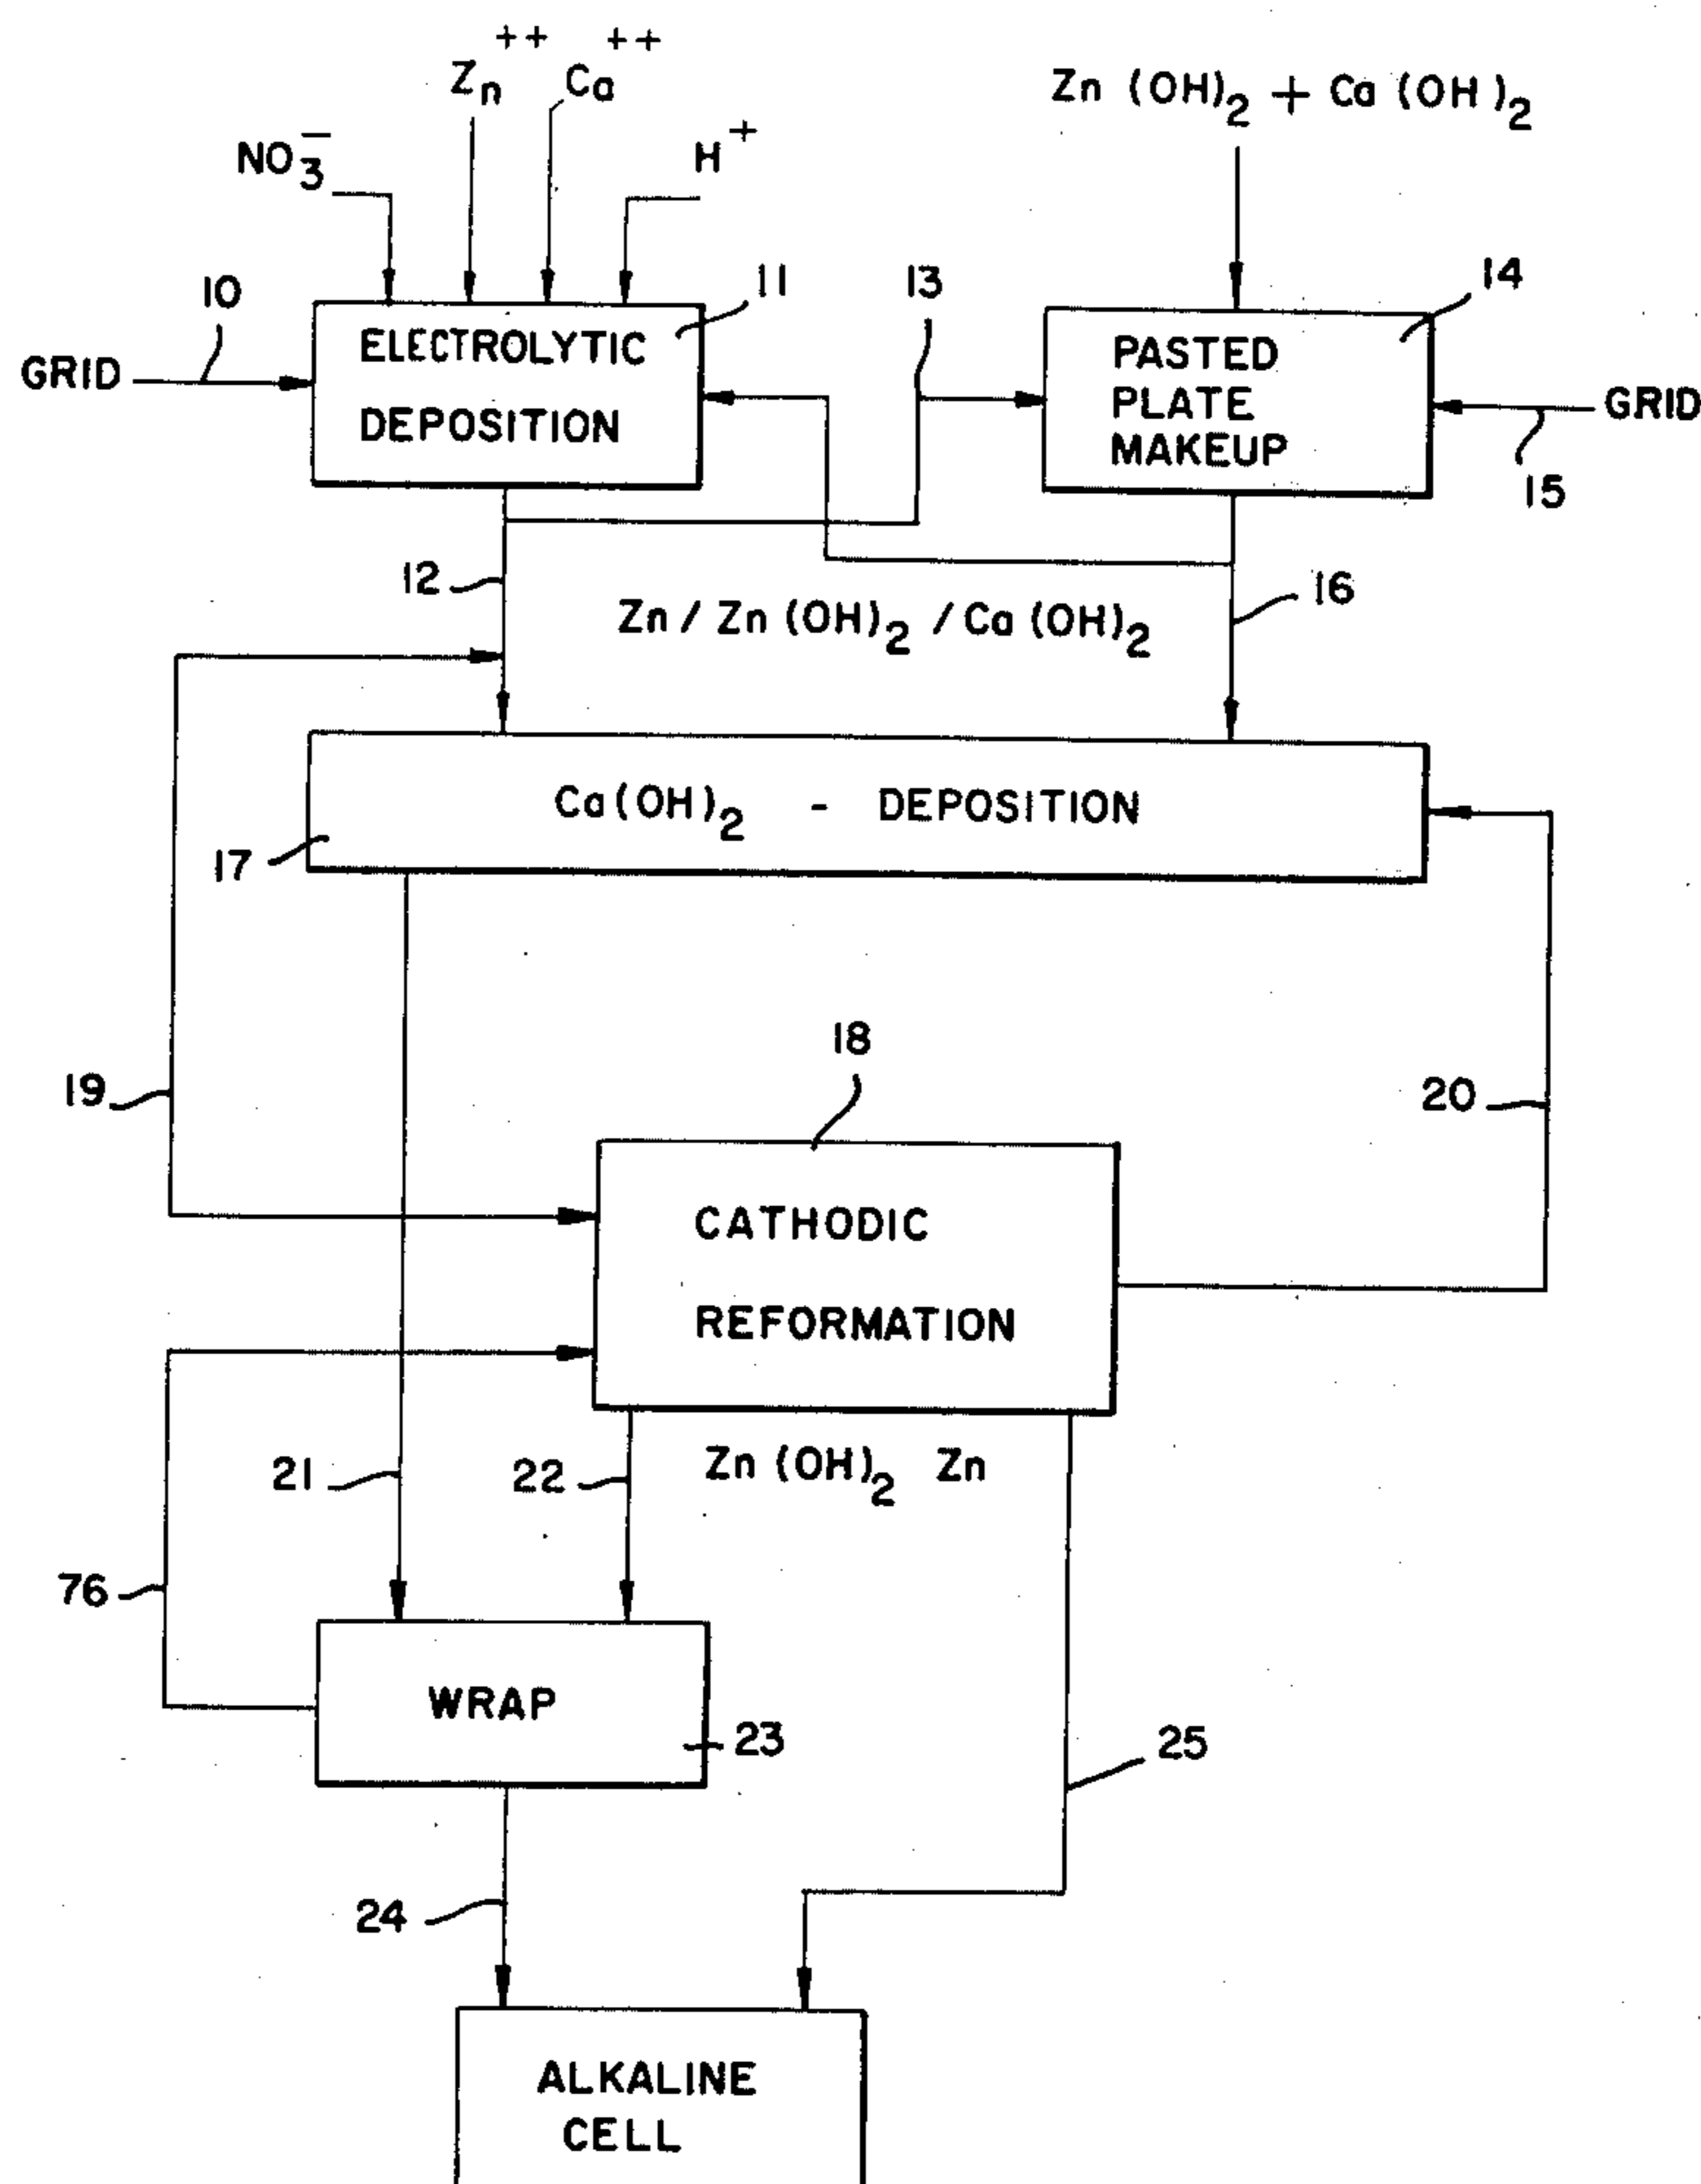 Zn++ Ca++
NO3- H+
Zn (OH)2 + Ca (OH)2
10
11
13
14
GRID
ELECTROLYTIC
DEPOSITION
PASTED
PLATE
MAKEUP
GRID
15
12
Zn / Zn (OH)2 / Ca (OH)2
16
Ca(OH)2 - DEPOSITION
17
18
19
20
CATHODIC
REFORMATION
21
22
Zn (OH)2 Zn
76
WRAP
23
25
24
ALKALINE
CELL